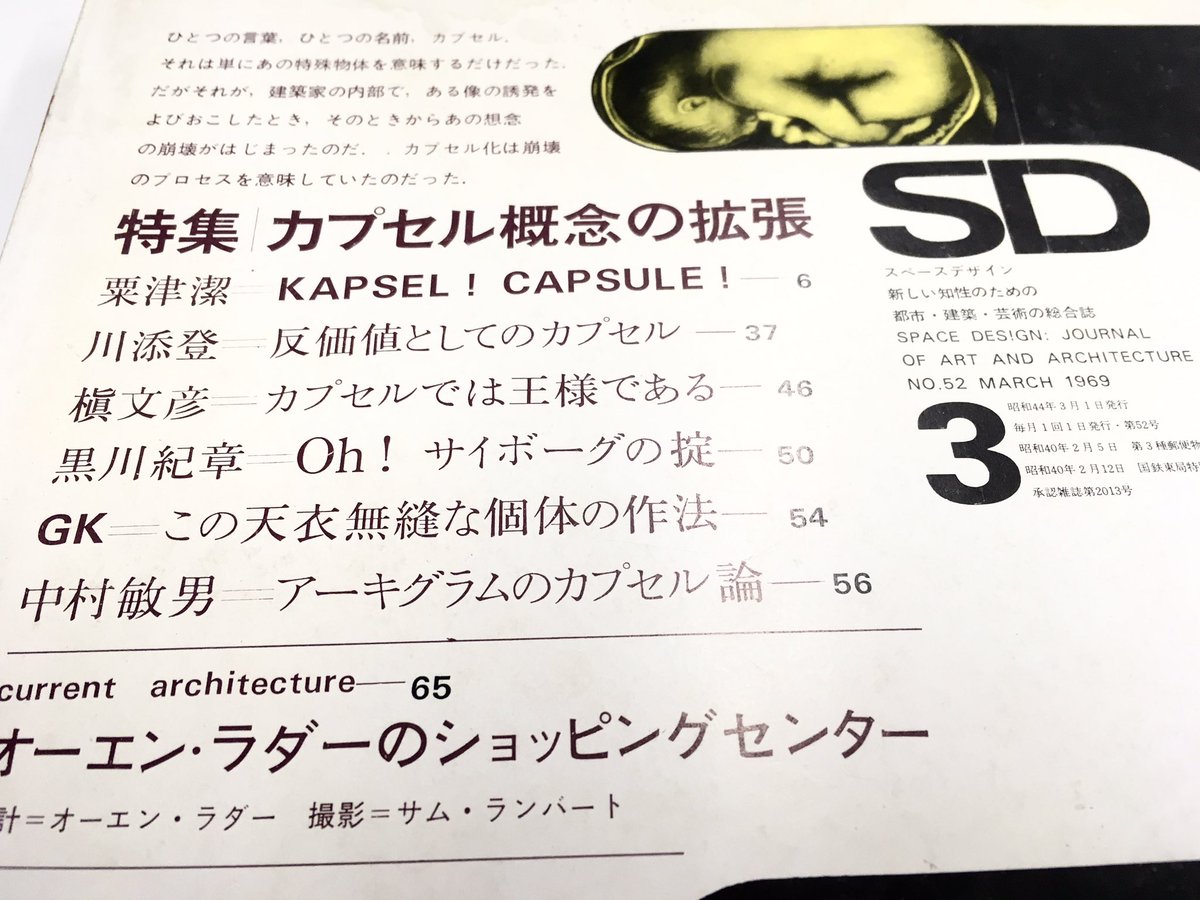 ひとつの言葉，ひとつの名前，カプセル．
それは単にあの特殊物体を意味するだけだった．
だがそれが，建築家の内部で，ある像の誘発を
よびおこしたとき，そのときからあの想念
の崩壊がはじまったのだ．．カプセル化は崩壊
のプロセスを意味していたのだった．
特集 | カプセル概念の拡張
粟津潔＝KAPSEL！ CAPSULE！—6
川添登＝反価値としてのカプセル—37
槇文彦＝カプセルでは王様である—46
黒川紀章＝Oh！ サイボーグの掟—50
GK＝この天衣無縫な個体の作法—54
中村敏男＝アーキグラムのカプセル論—56
current architecture—65
オーエン・ラダーのショッピングセンター
計＝オーエン・ラダー 撮影＝サム・ランバート
SD
スペースデザイン
新しい知性のための
都市・建築・芸術の総合誌
SPACE DESIGN: JOURNAL
OF ART AND ARCHITECTURE
NO.52 MARCH 1969
3
昭和44年3月1日発行
毎月1回1日発行・第52号
昭和40年2月5日 第3種郵便物
昭和40年2月12日 国鉄東局特
承認雑誌第2013号